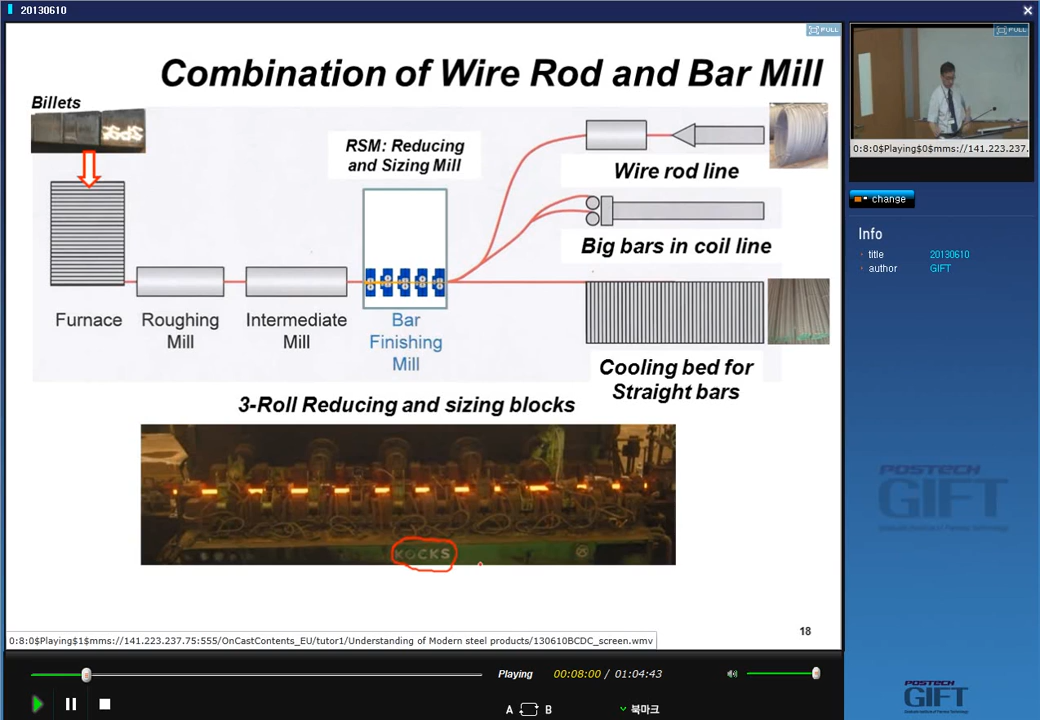 20130610
FULL
FULL
Combination of Wire Rod and Bar Mill
Billets
RSM: Reducing
and Sizing Mill
Wire rod line
Big bars in coil line
Furnace
Roughing
Mill
Intermediate
Mill
Bar
Finishing
Mill
Cooling bed for
Straight bars
3-Roll Reducing and sizing blocks
KOCKS
18
0:8:0$Playing$1$mms://141.223.237.75:555/OnCastContents_EU/tutor1/Understanding of Modern steel products/130610BCDC_screen.wmv
Playing
00:08:00 / 01:04:43
A B
북마크
0:8:0$Playing$0$mms://141.223.237.
change
Info
title 20130610
author GIFT
POSTECH
GIFT
POSTECH
GIFT